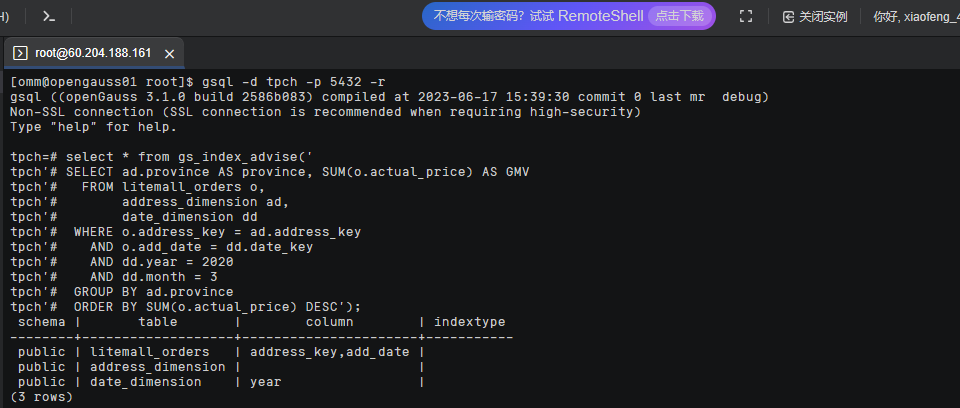 H)
不想每次输密码？试试 RemoteShell 点击下载
关闭实例
你好, xiaofeng_4
root@60.204.188.161
[omm@opengauss01 root]$ gsql -d tpch -p 5432 -r
gsql ((openGauss 3.1.0 build 2586b083) compiled at 2023-06-17 15:39:30 commit 0 last mr  debug)
Non-SSL connection (SSL connection is recommended when requiring high-security)
Type "help" for help.
tpch=# select * from gs_index_advise('
tpch'# SELECT ad.province AS province, SUM(o.actual_price) AS GMV
tpch'#   FROM litemall_orders o,
tpch'#        address_dimension ad,
tpch'#        date_dimension dd
tpch'#  WHERE o.address_key = ad.address_key
tpch'#    AND o.add_date = dd.date_key
tpch'#    AND dd.year = 2020
tpch'#    AND dd.month = 3
tpch'#  GROUP BY ad.province
tpch'#  ORDER BY SUM(o.actual_price) DESC');
 schema |       table       |        column        | indextype
--------+-------------------+----------------------+-----------
 public | litemall_orders   | address_key,add_date |
 public | address_dimension |                      |
 public | date_dimension    | year                 |
(3 rows)